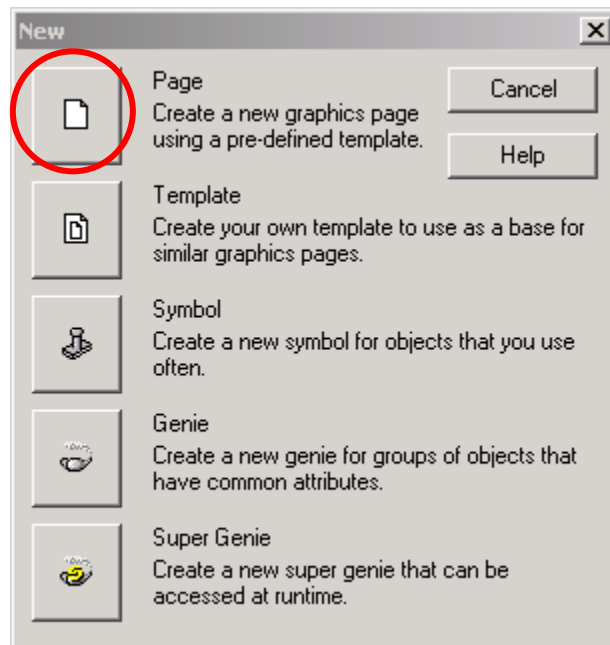 New
Page
Create a new graphics page
using a pre-defined template.
Cancel
Help
Template
Create your own template to use as a base for
similar graphics pages.
Symbol
Create a new symbol for objects that you use
often.
Genie
Create a new genie for groups of objects that
have common attributes.
Super Genie
Create a new super genie that can be
accessed at runtime.